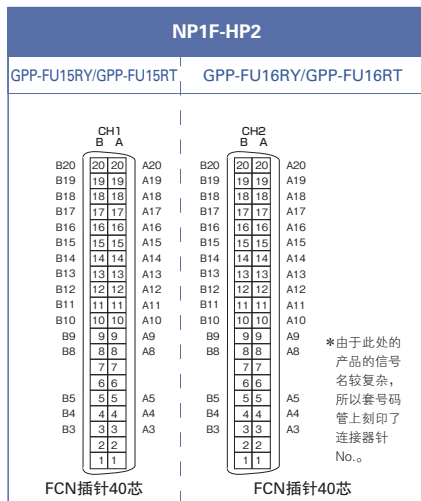 NP1F-HP2
GPP-FU15RY/GPP-FU15RT
GPP-FU16RY/GPP-FU16RT
CH1
B A
B20 20 20 A20
B19 19 19 A19
B18 18 18 A18
B17 17 17 A17
B16 16 16 A16
B15 15 15 A15
B14 14 14 A14
B13 13 13 A13
B12 12 12 A12
B11 11 11 A11
B10 10 10 A10
B9 9 9 A9
B8 8 8 A8
7 7
6 6
B5 5 5 A5
B4 4 4 A4
B3 3 3 A3
2 2
1 1
FCN插针40芯
CH2
B A
B20 20 20 A20
B19 19 19 A19
B18 18 18 A18
B17 17 17 A17
B16 16 16 A16
B15 15 15 A15
B14 14 14 A14
B13 13 13 A13
B12 12 12 A12
B11 11 11 A11
B10 10 10 A10
B9 9 9 A9
B8 8 8 A8
7 7
6 6
B5 5 5 A5
B4 4 4 A4
B3 3 3 A3
2 2
1 1
FCN插针40芯
*由于此处的
产品的信号
名较复杂，
所以套号码
管上刻印了
连接器针
No.。